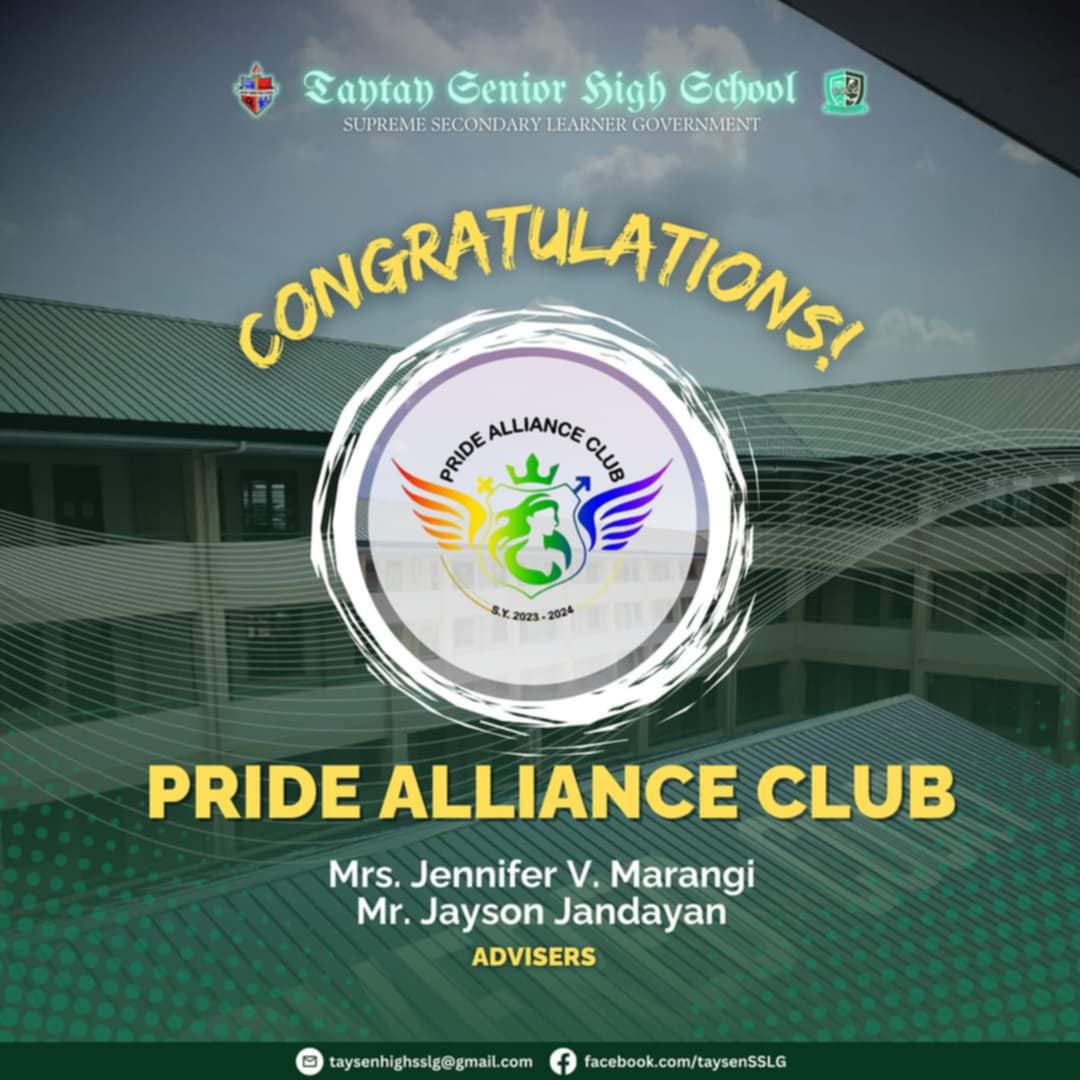 Taytay Senior High School
SUPREME SECONDARY LEARNER GOVERNMENT
CONGRATULATIONS!
PRIDE ALLIANCE CLUB
S.Y. 2023 - 2024
PRIDE ALLIANCE CLUB
Mrs. Jennifer V. Marangi
Mr. Jayson Jandayan
ADVISERS
taysenhighsslg@gmail.com
facebook.com/taysenSSLG